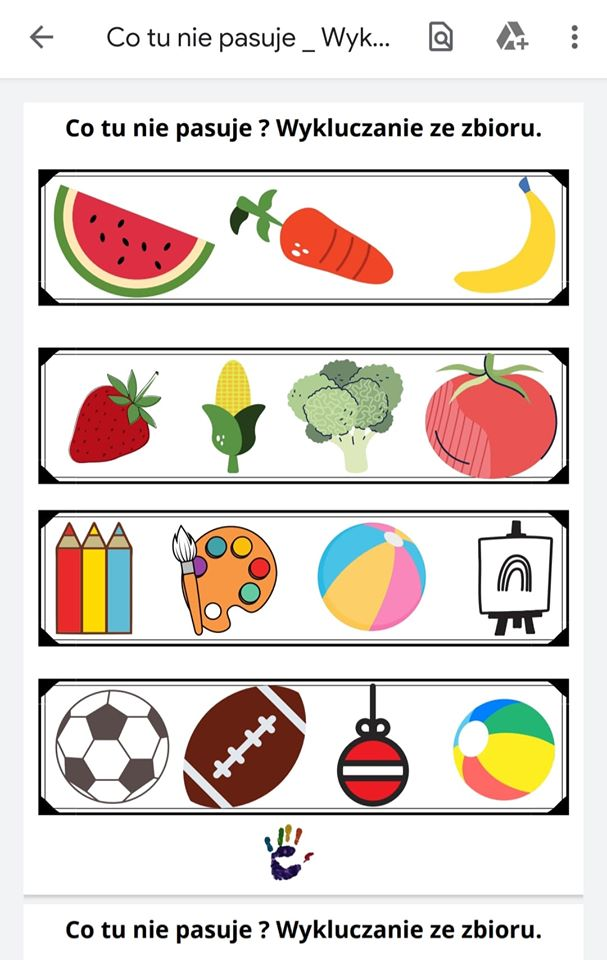 Co tu nie pasuje _ Wyk...
Co tu nie pasuje ? Wykluczanie ze zbioru.
Co tu nie pasuje ? Wykluczanie ze zbioru.